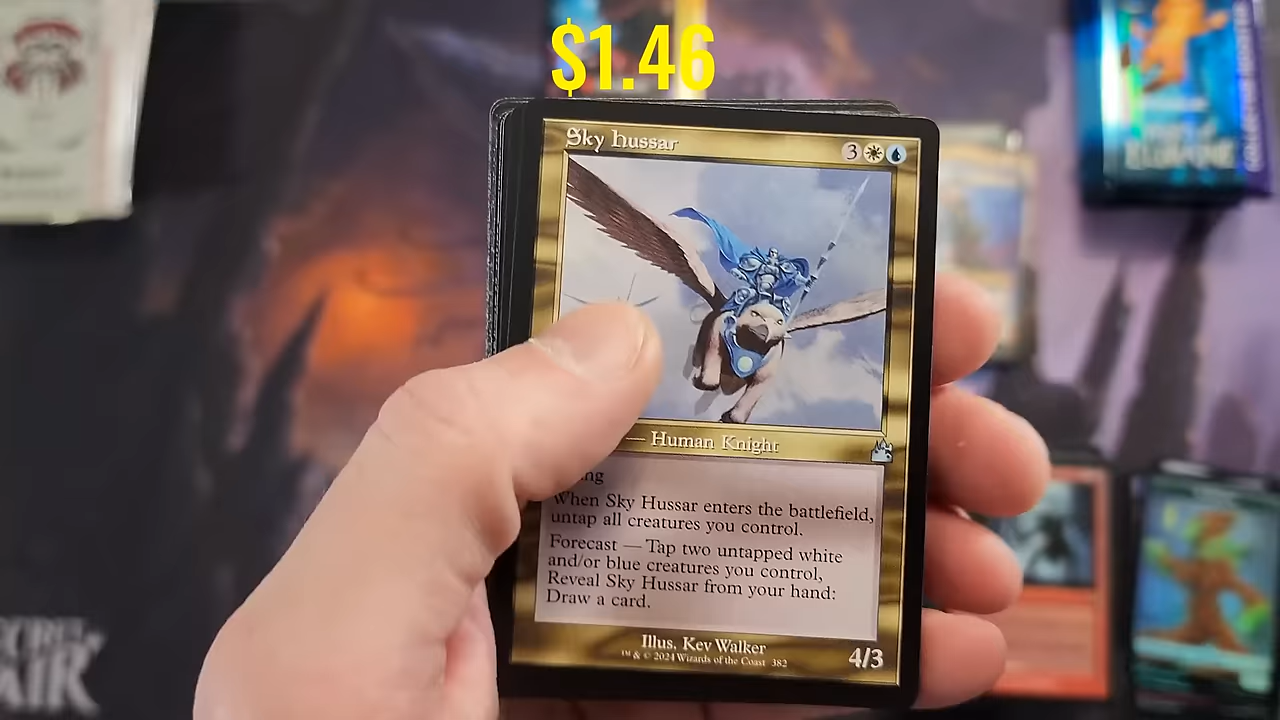 $1.46
Sky Hussar
3
— Human Knight
When Sky Hussar enters the battlefield,
untap all creatures you control.
Forecast — Tap two untapped white
and/or blue creatures you control,
Reveal Sky Hussar from your hand:
Draw a card.
Illus. Kev Walker
™ & © 2024 Wizards of the Coast 382
4/3